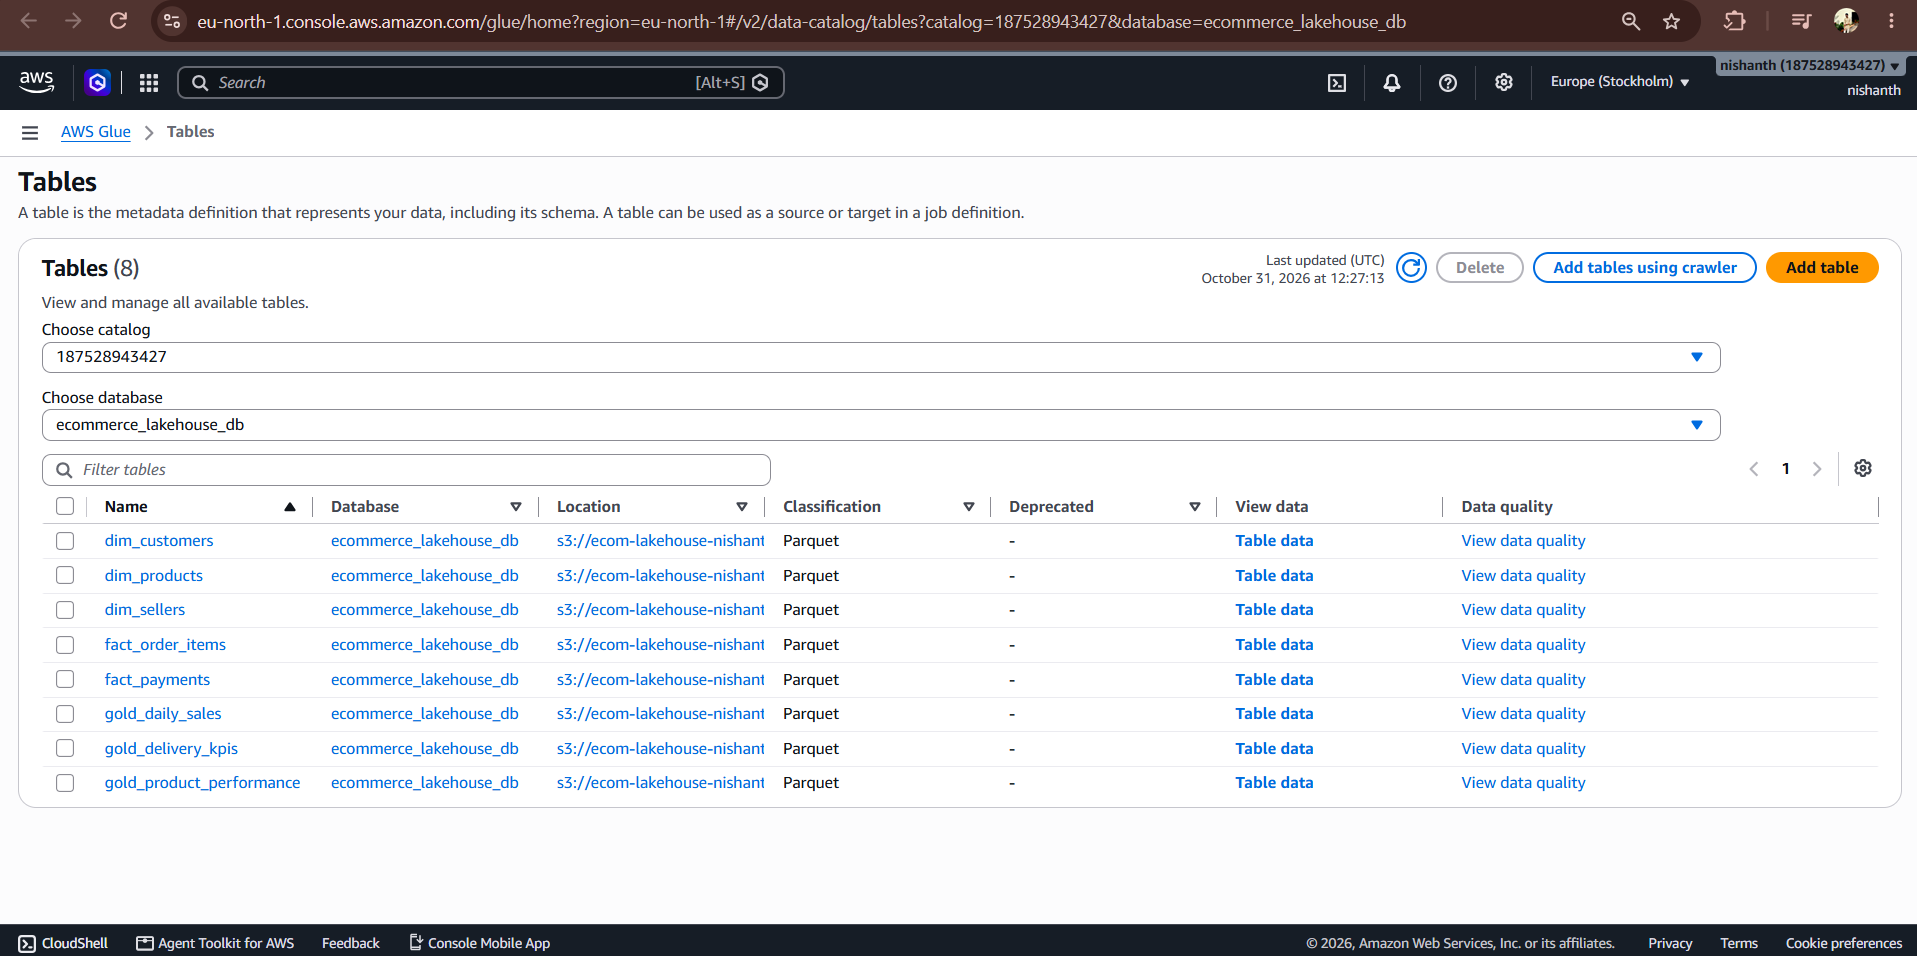 eu-north-1.console.aws.amazon.com/glue/home?region=eu-north-1#/v2/data-catalog/tables?catalog=187528943427&database=ecommerce_lakehouse_db
aws
Search [Alt+S]
Europe (Stockholm)
nishanth (187528943427)
nishanth
AWS Glue Tables
Tables
A table is the metadata definition that represents your data, including its schema. A table can be used as a source or target in a job definition.
Tables (8)
Last updated (UTC)
October 31, 2026 at 12:27:13
Delete Add tables using crawler Add table
View and manage all available tables.
Choose catalog
187528943427
Choose database
ecommerce_lakehouse_db
Filter tables
1
Name Database Location Classification Deprecated View data Data quality
dim_customers ecommerce_lakehouse_db s3://ecom-lakehouse-nishant Parquet - Table data View data quality
dim_products ecommerce_lakehouse_db s3://ecom-lakehouse-nishant Parquet - Table data View data quality
dim_sellers ecommerce_lakehouse_db s3://ecom-lakehouse-nishant Parquet - Table data View data quality
fact_order_items ecommerce_lakehouse_db s3://ecom-lakehouse-nishant Parquet - Table data View data quality
fact_payments ecommerce_lakehouse_db s3://ecom-lakehouse-nishant Parquet - Table data View data quality
gold_daily_sales ecommerce_lakehouse_db s3://ecom-lakehouse-nishant Parquet - Table data View data quality
gold_delivery_kpis ecommerce_lakehouse_db s3://ecom-lakehouse-nishant Parquet - Table data View data quality
gold_product_performance ecommerce_lakehouse_db s3://ecom-lakehouse-nishant Parquet - Table data View data quality
CloudShell Agent Toolkit for AWS Feedback Console Mobile App © 2026, Amazon Web Services, Inc. or its affiliates. Privacy Terms Cookie preferences